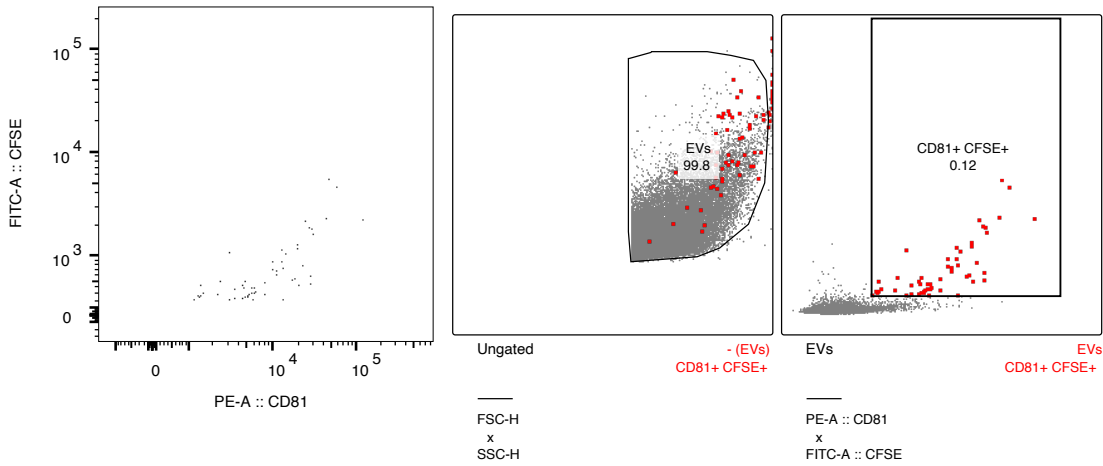 10^5
10^4
10^3
0
FITC-A :: CFSE
0
10^4
10^5
PE-A :: CD81
EVs
99.8
Ungated
- (EVs)
CD81+ CFSE+
FSC-H
x
SSC-H
CD81+ CFSE+
0.12
EVs
EVs
CD81+ CFSE+
PE-A :: CD81
x
FITC-A :: CFSE